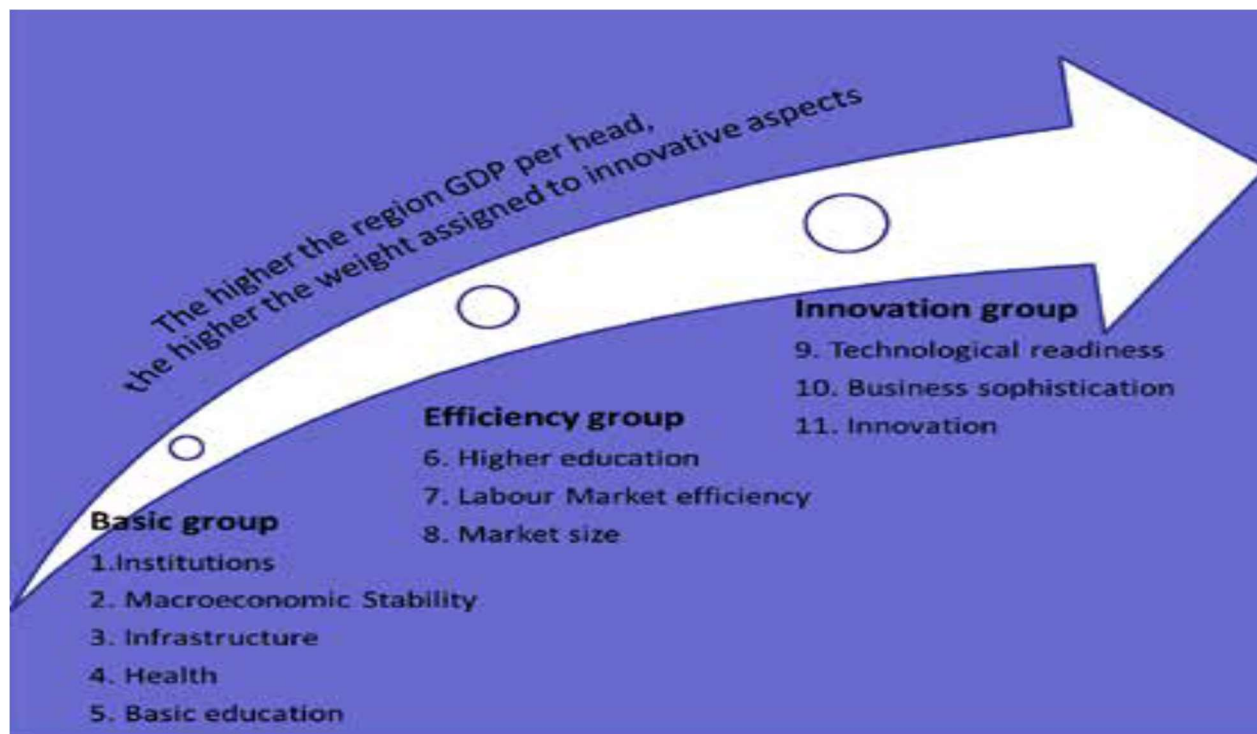 The higher the region GDP per head,
the higher the weight assigned to innovative aspects
Basic group
1.Institutions
2. Macroeconomic Stability
3. Infrastructure
4. Health
5. Basic education
Efficiency group
6. Higher education
7. Labour Market efficiency
8. Market size
Innovation group
9. Technological readiness
10. Business sophistication
11. Innovation